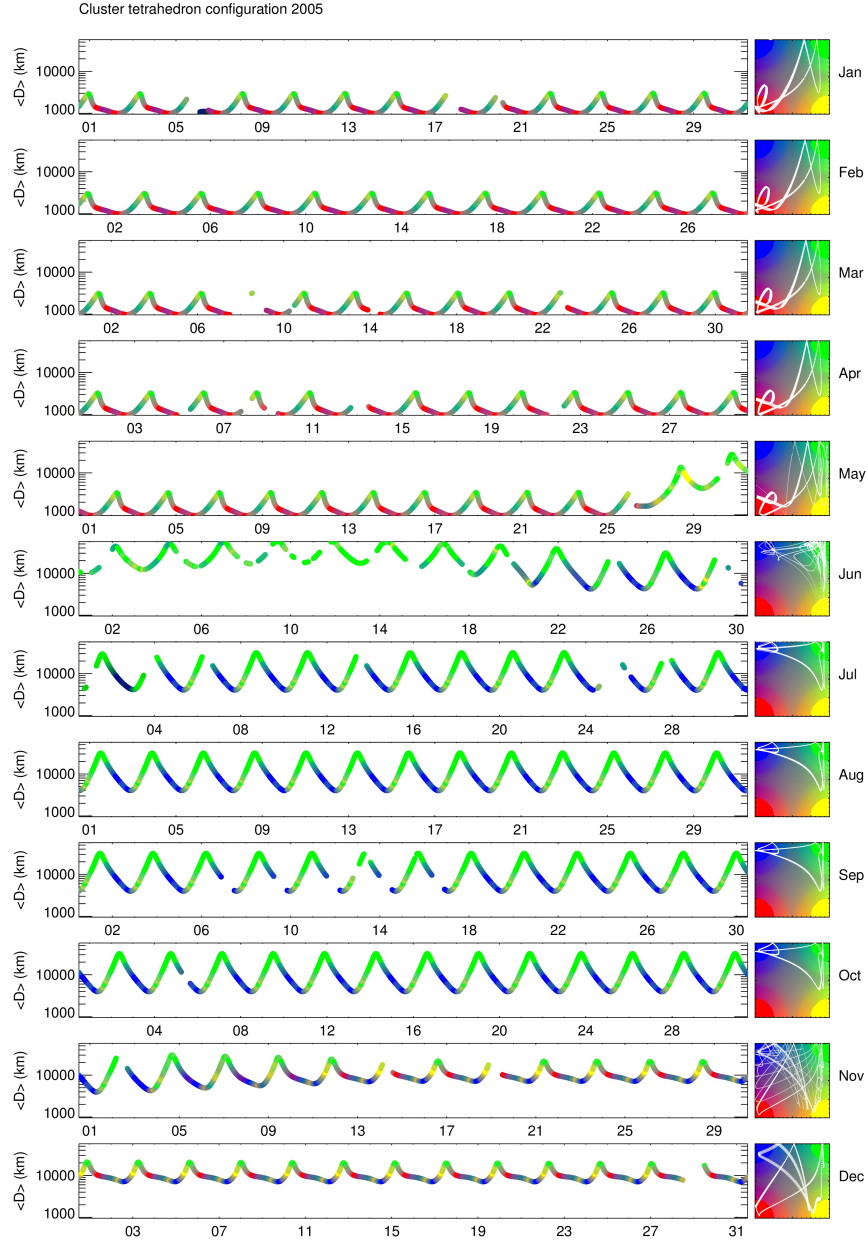 Cluster tetrahedron configuration 2005
<D> (km)
10000
1000
01 05 09 13 17 21 25 29
Jan
<D> (km)
10000
1000
02 06 10 14 18 22 26
Feb
<D> (km)
10000
1000
02 06 10 14 18 22 26 30
Mar
<D> (km)
10000
1000
03 07 11 15 19 23 27
Apr
<D> (km)
10000
1000
01 05 09 13 17 21 25 29
May
<D> (km)
10000
1000
02 06 10 14 18 22 26 30
Jun
<D> (km)
10000
1000
04 08 12 16 20 24 28
Jul
<D> (km)
10000
1000
01 05 09 13 17 21 25 29
Aug
<D> (km)
10000
1000
02 06 10 14 18 22 26 30
Sep
<D> (km)
10000
1000
04 08 12 16 20 24 28
Oct
<D> (km)
10000
1000
01 05 09 13 17 21 25 29
Nov
<D> (km)
10000
1000
03 07 11 15 19 23 27 31
Dec